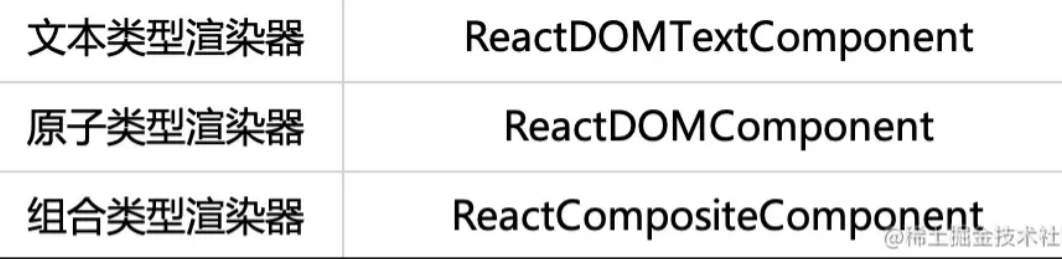 文本类型渲染器 ReactDOMTextComponent
原子类型渲染器 ReactDOMComponent
组合类型渲染器 ReactCompositeComponent
@稀土掘金技术社